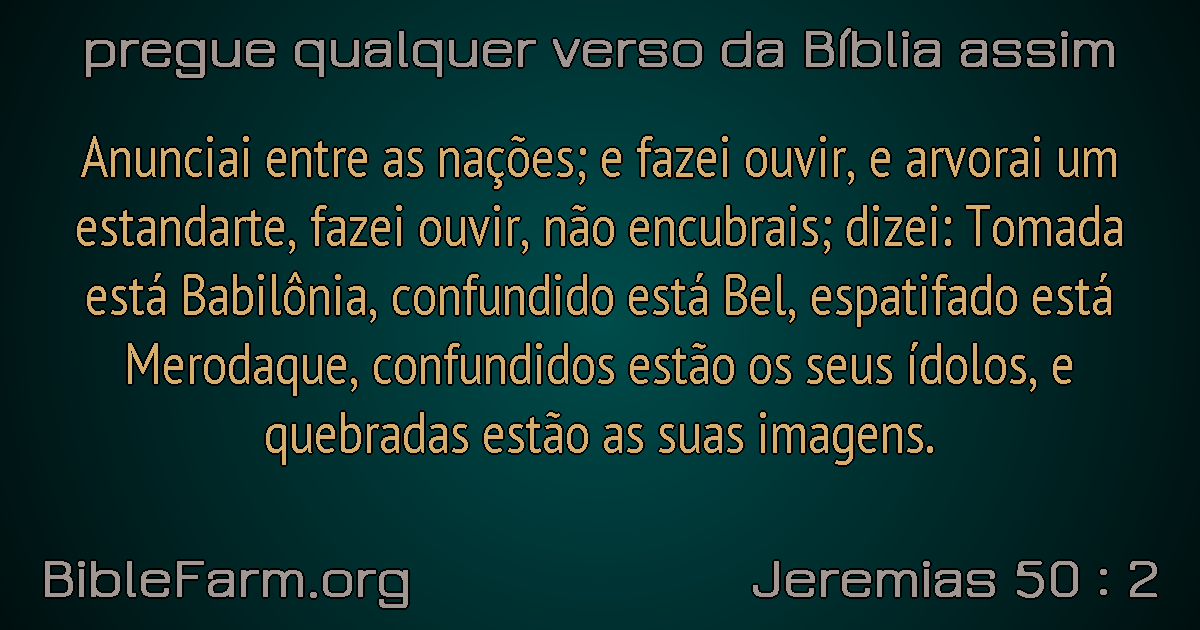 pregue qualquer verso da Bíblia assim
Anunciai entre as nações; e fazei ouvir, e arvorai um
estandarte, fazei ouvir, não encubrais; dizei: Tomada
está Babilônia, confundido está Bel, espatifado está
Merodaque, confundidos estão os seus ídolos, e
quebradas estão as suas imagens.
BibleFarm.org
Jeremias 50 : 2